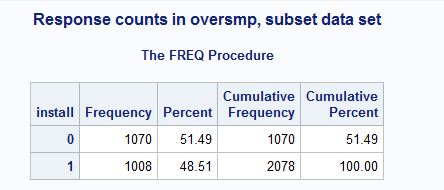 Response counts in oversmp, subset data set
The FREQ Procedure
install Frequency Percent Cumulative Frequency Cumulative Percent
0 1070 51.49 1070 51.49
1 1008 48.51 2078 100.00